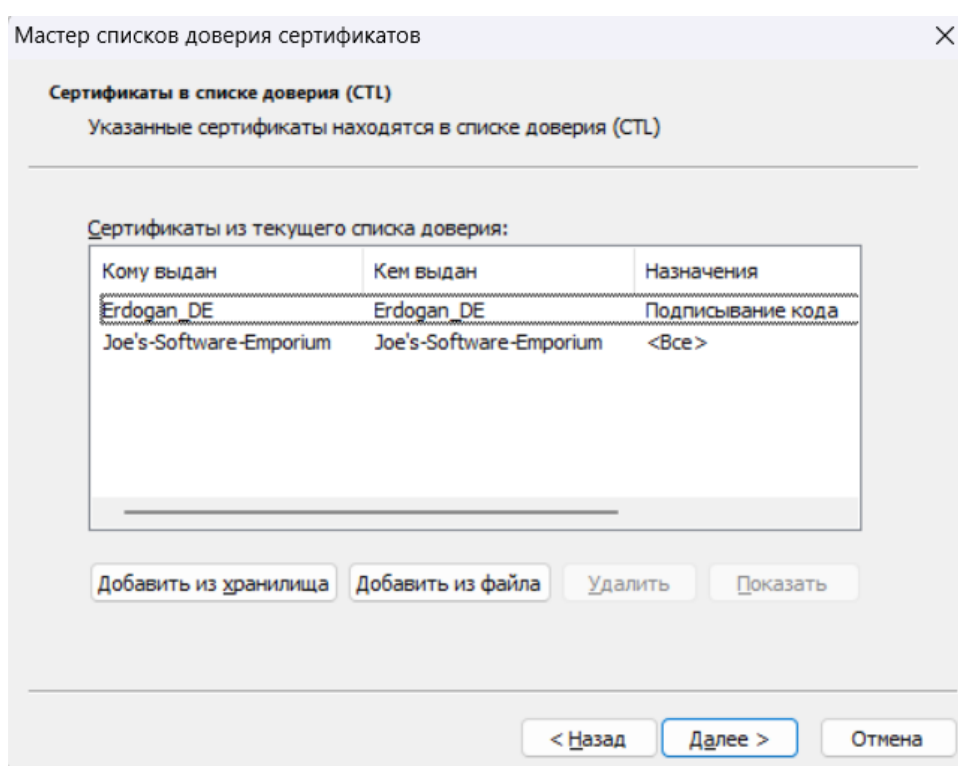 Мастер списков доверия сертификатов
Сертификаты в списке доверия (CTL)
Указанные сертификаты находятся в списке доверия (CTL)
Сертификаты из текущего списка доверия:
Кому выдан Кем выдан Назначения
Erdogan_DE Erdogan_DE Подписывание кода
Joe's-Software-Emporium Joe's-Software-Emporium <Все>
Добавить из хранилища Добавить из файла Удалить Показать
< Назад Далее > Отмена